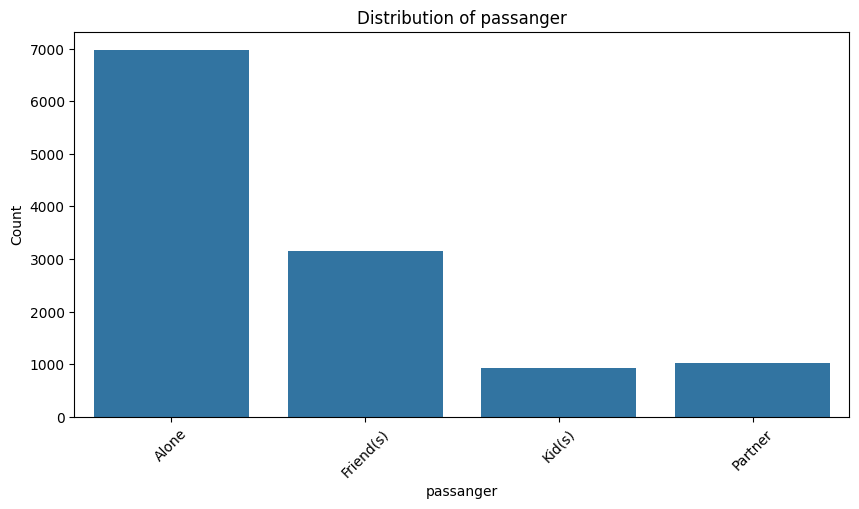 Distribution of passanger
7000
6000
5000
4000
3000
2000
1000
0
Count
Alone
Friend(s)
Kid(s)
Partner
passanger